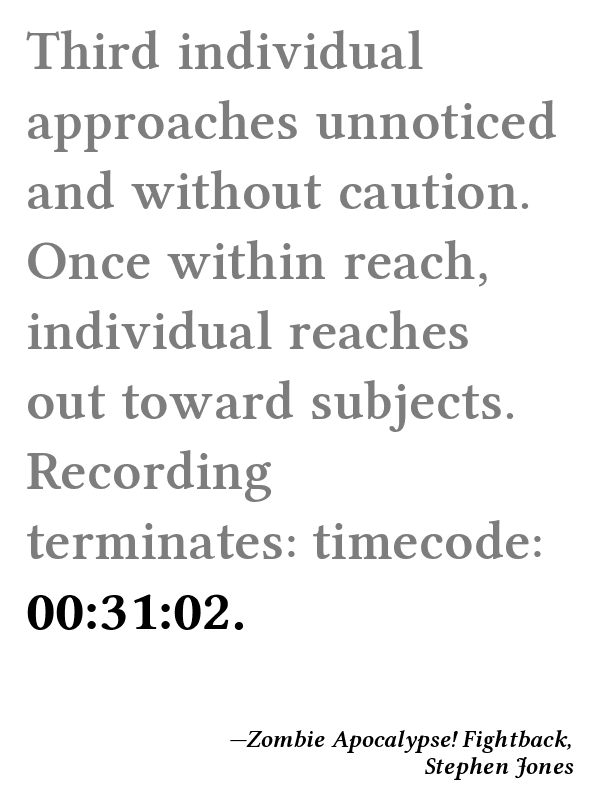 Third individual
approaches unnoticed
and without caution.
Once within reach,
individual reaches
out toward subjects.
Recording
terminates: timecode:
00:31:02.
—Zombie Apocalypse! Fightback,
Stephen Jones